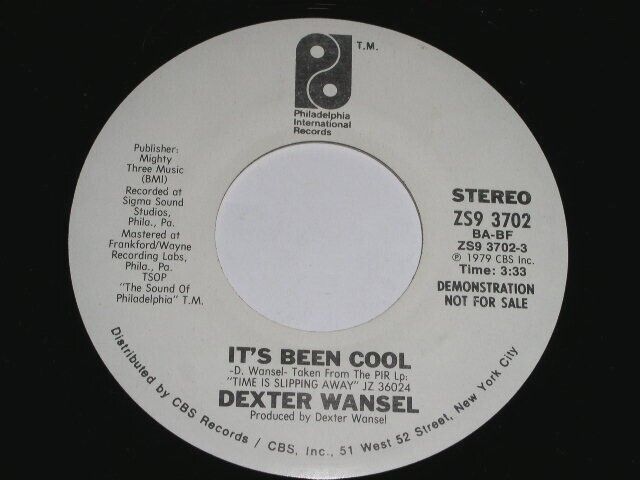 T.M.
Philadelphia
International
Records
Publisher:
Mighty
Three Music
(BMI)
Recorded at
Sigma Sound
Studios,
Phila., Pa.
Mastered at
Frankford/Wayne
Recording Labs,
Phila., Pa.
TSOP
"The Sound Of
Philadelphia" T.M.
STEREO
ZS9 3702
BA-BF
ZS9 3702-3
℗ 1979 CBS Inc.
Time: 3:33
DEMONSTRATION
NOT FOR SALE
IT'S BEEN COOL
-D. Wansel- Taken From The PIR Lp:
"TIME IS SLIPPING AWAY" JZ 36024
DEXTER WANSEL
Produced by Dexter Wansel
Distributed by CBS Records / CBS, Inc., 51 West 52 Street, New York City